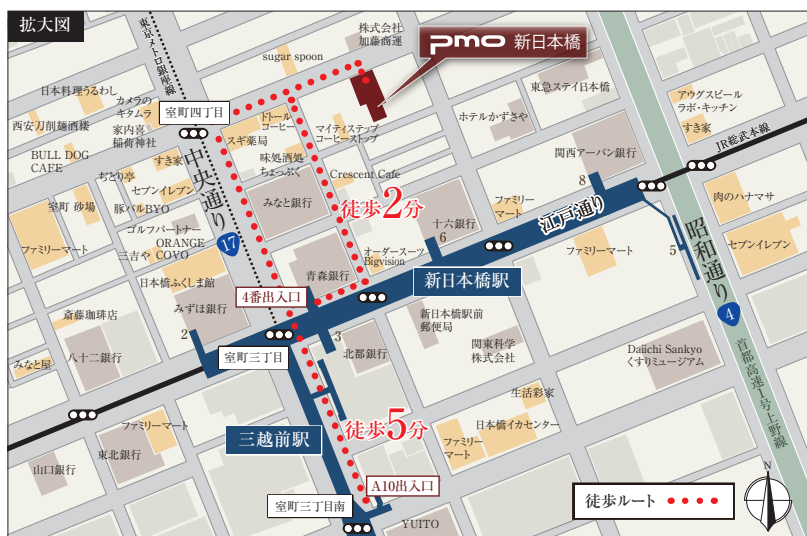 拡大図
東京メトロ銀座線
sugar spoon
株式会社
加藤商運
PMO 新日本橋
日本料理うるわし
カメラの
キタムラ
室町四丁目
西安刀削麺酒楼
家内喜
稲荷神社
BULL DOG
CAFE
おどり亭
すき家
セブンイレブン
室町 砂場
豚バルBYO
ゴルフパートナー
ORANGE
COVO
三吉や
ファミリーマート
日本橋ふくしま館
中央通り
17
スギ薬局
ドトール
コーヒー
味処酒処
ちょっぷく
マイティステップ
コーヒーストップ
Crescent Cafe
みなと銀行
徒歩2分
ホテルかずさや
東急ステイ日本橋
アウグスビール
ラボ・キッチン
すき家
JR総武本線
関西アーバン銀行
8
肉のハナマサ
ファミリー
マート
十六銀行
6
江戸通り
オーダースーツ
Bigvision
ファミリーマート
5
昭和通り
セブンイレブン
4
青森銀行
新日本橋駅
4番出入口
みずほ銀行
斎藤珈琲店
2
3
室町三丁目
八十二銀行
みなと屋
北都銀行
新日本橋駅前
郵便局
関東科学
株式会社
Daiichi Sankyo
くすりミュージアム
首都高速1号上野線
生活彩家
徒歩5分
三越前駅
ファミリーマート
東北銀行
山口銀行
日本橋イカセンター
ファミリー
マート
A10出入口
室町三丁目南
YUITO
徒歩ルート
N